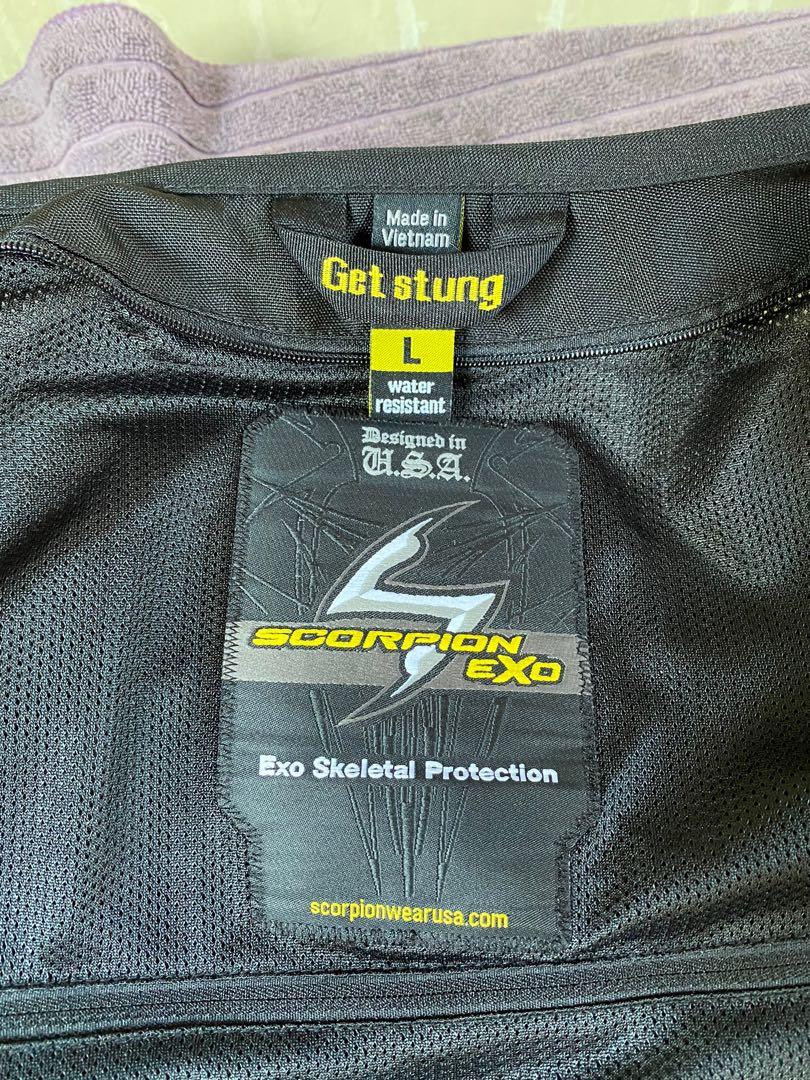 Made in
Vietnam
Get stung
L
water
resistant
Designed in
U.S.A.
SCORPION
EXO
Exo Skeletal Protection
scorpionwearusa.com